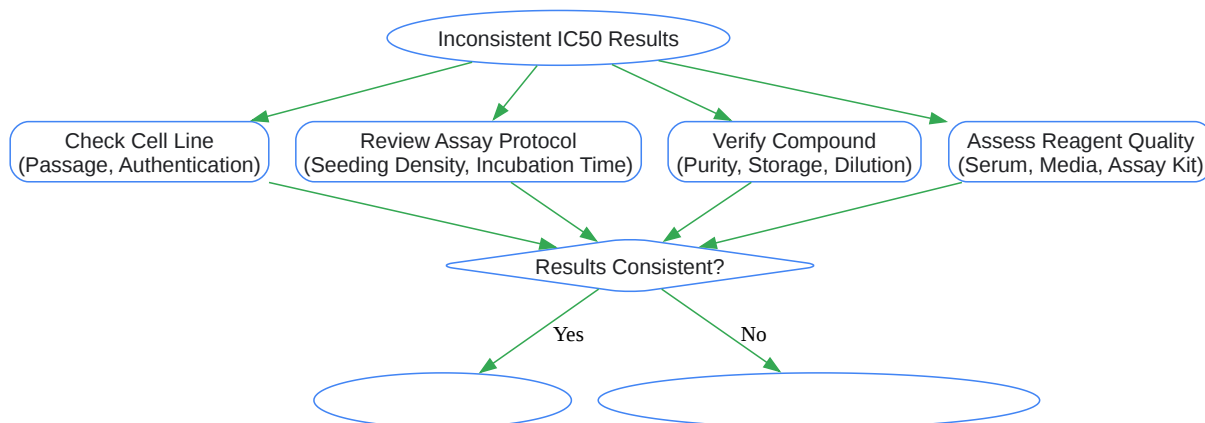 Inconsistent IC50 Results
Check Cell Line
(Passage, Authentication)
Review Assay Protocol
(Seeding Density, Incubation Time)
Verify Compound
(Purity, Storage, Dilution)
Assess Reagent Quality
(Serum, Media, Assay Kit)
Results Consistent?
Yes
No